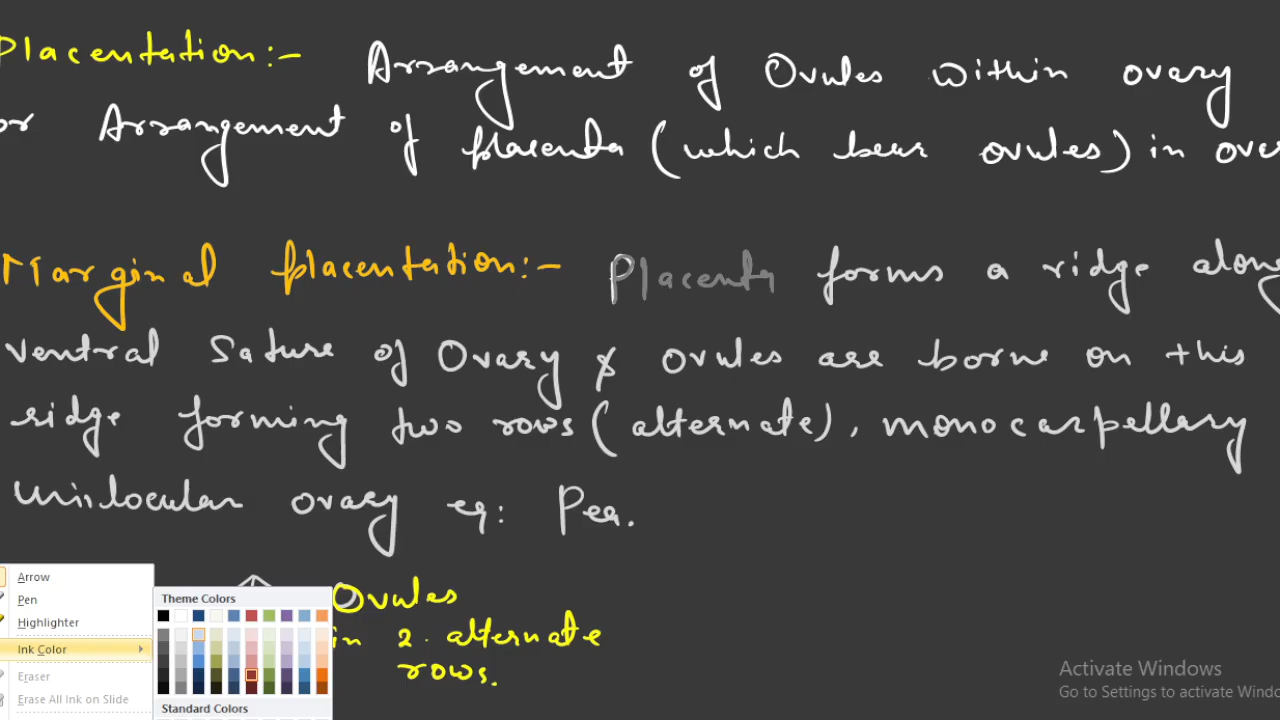 Placentation:- Arrangement of Ovules within ovary
or Arrangement of placenta (which bear ovules) in ova
Marginal placentation:- Placenta forms a ridge along
ventral Suture of Ovary & ovules are borne on this
ridge forming two rows (alternate), monocarpellary
Unilocular ovary eg: Pea.
Ovules
in 2. alternate
rows.
Arrow
Pen
Highlighter
Ink Color
Eraser
Erase All Ink on Slide
Theme Colors
Standard Colors
Activate Windows
Go to Settings to activate Windo